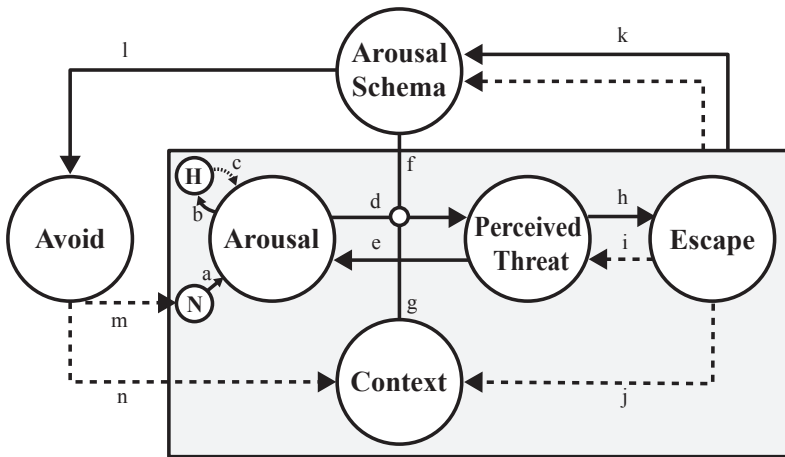 l
Arousal
Schema
k
f
H
c
b
d
h
Avoid
Arousal
Perceived
Threat
Escape
e
i
a
N
m
g
Context
n
j